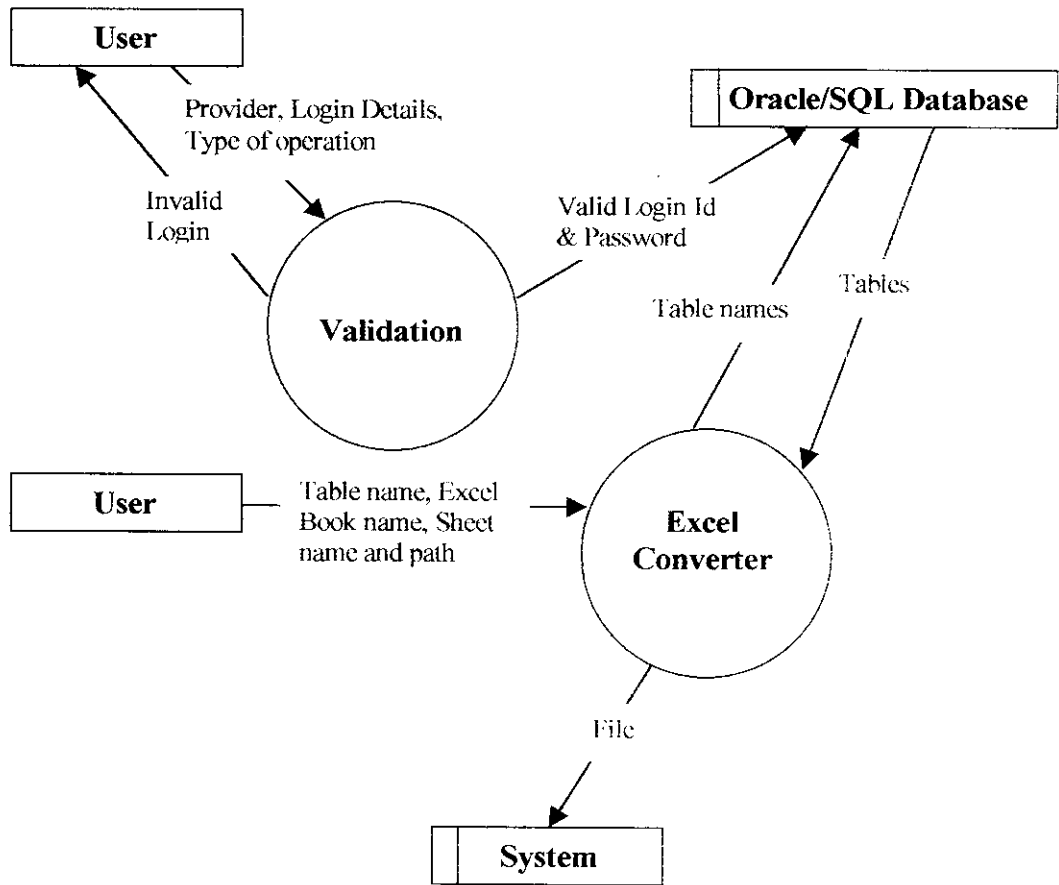 User
Provider, Login Details,
Type of operation
Invalid
Login
Oracle/SQL Database
Valid Login Id
& Password
Validation
Table names
Tables
User
Table name, Excel
Book name, Sheet
name and path
Excel
Converter
File
System